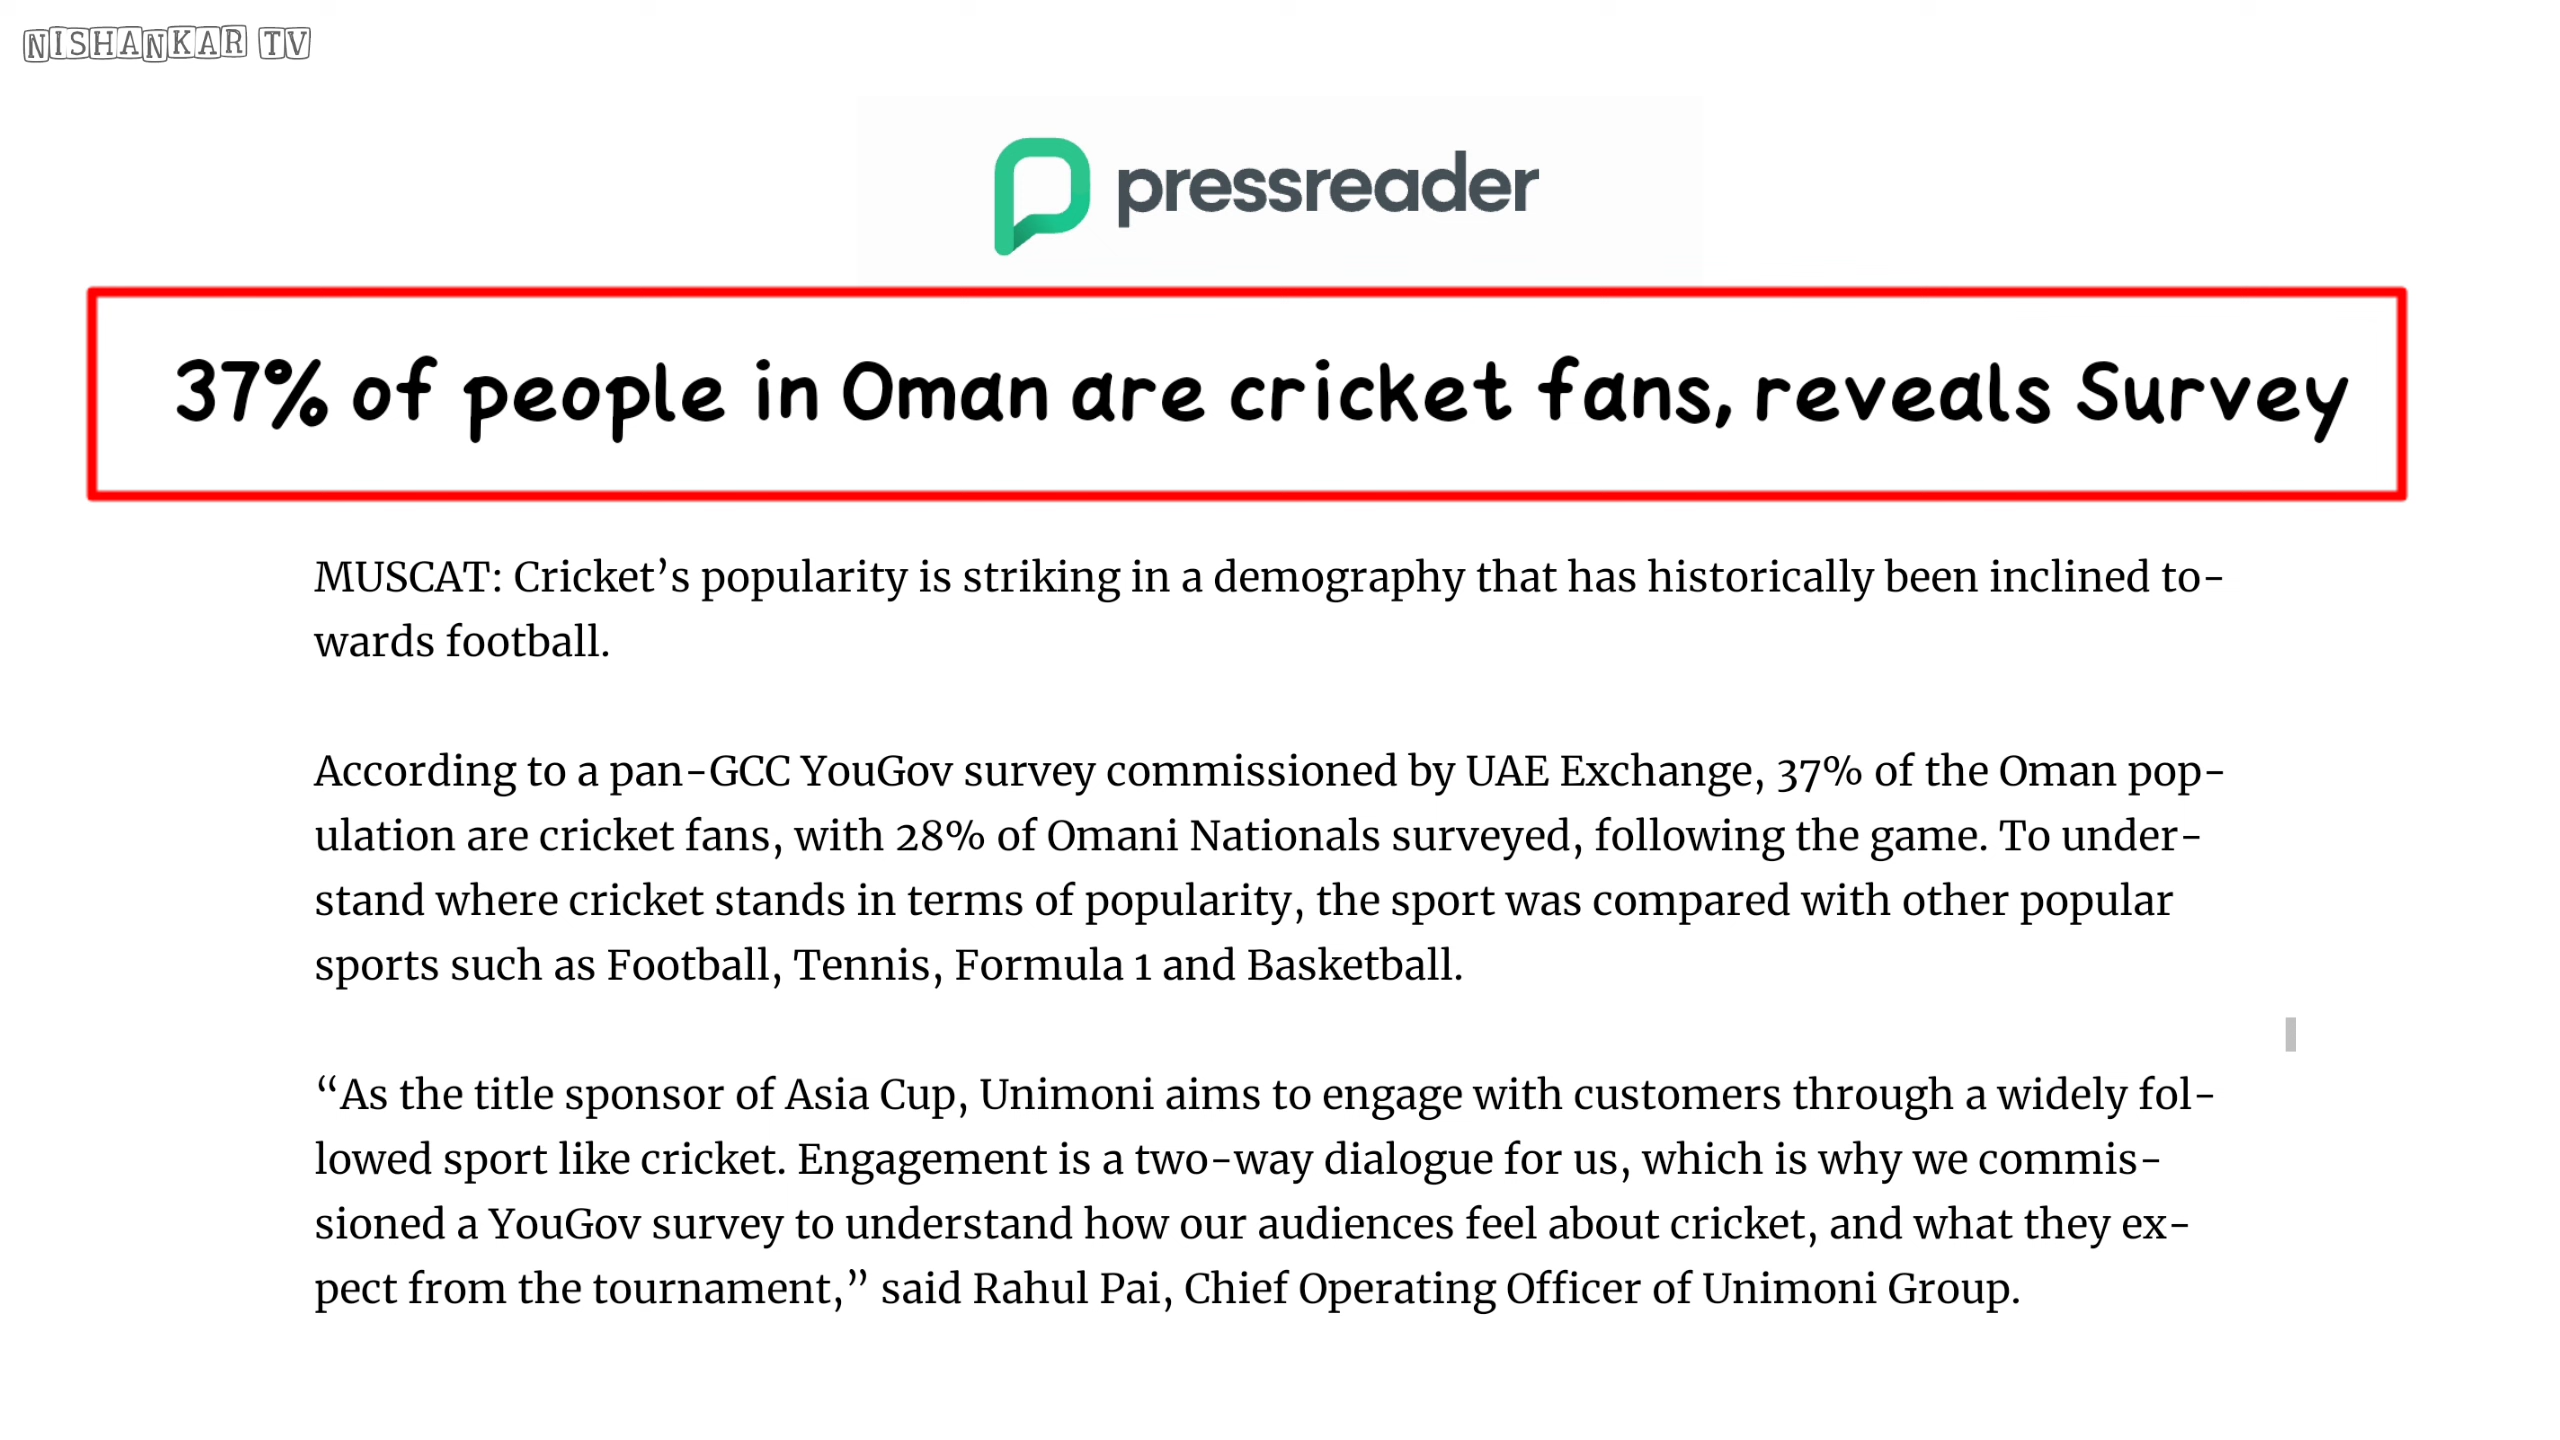 NISHANKAR TV
pressreader
37% of people in Oman are cricket fans, reveals Survey
MUSCAT: Cricket’s popularity is striking in a demography that has historically been inclined to-
wards football.
According to a pan-GCC YouGov survey commissioned by UAE Exchange, 37% of the Oman pop-
ulation are cricket fans, with 28% of Omani Nationals surveyed, following the game. To under-
stand where cricket stands in terms of popularity, the sport was compared with other popular
sports such as Football, Tennis, Formula 1 and Basketball.
“As the title sponsor of Asia Cup, Unimoni aims to engage with customers through a widely fol-
lowed sport like cricket. Engagement is a two-way dialogue for us, which is why we commis-
sioned a YouGov survey to understand how our audiences feel about cricket, and what they ex-
pect from the tournament,” said Rahul Pai, Chief Operating Officer of Unimoni Group.